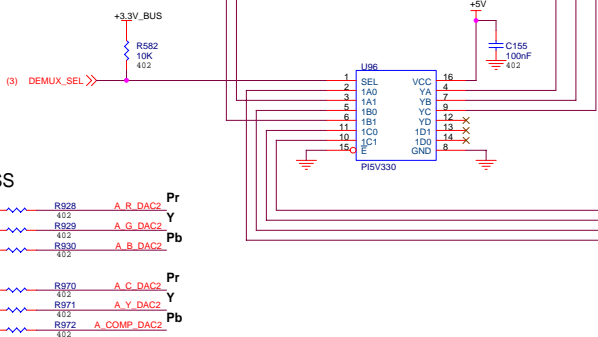 +5V
+3.3V_BUS
R582
10K
402
C155
100nF
402
(3) DEMUX_SEL
U96
1 SEL VCC 16
2 1A0 YA 4
3 1A1 YB 7
5 1B0 YC 9
6 1B1 YD 12
11 1C0 1D1 13
10 1C1 1D0 14
15 E GND 8
PI5V330
SS
Pr
R928 A_R_DAC2
402
Y
R929 A_G_DAC2
402
Pb
R930 A_B_DAC2
402
Pr
R970 A_C_DAC2
402
Y
R971 A_Y_DAC2
402
Pb
R972 A_COMP_DAC2
402